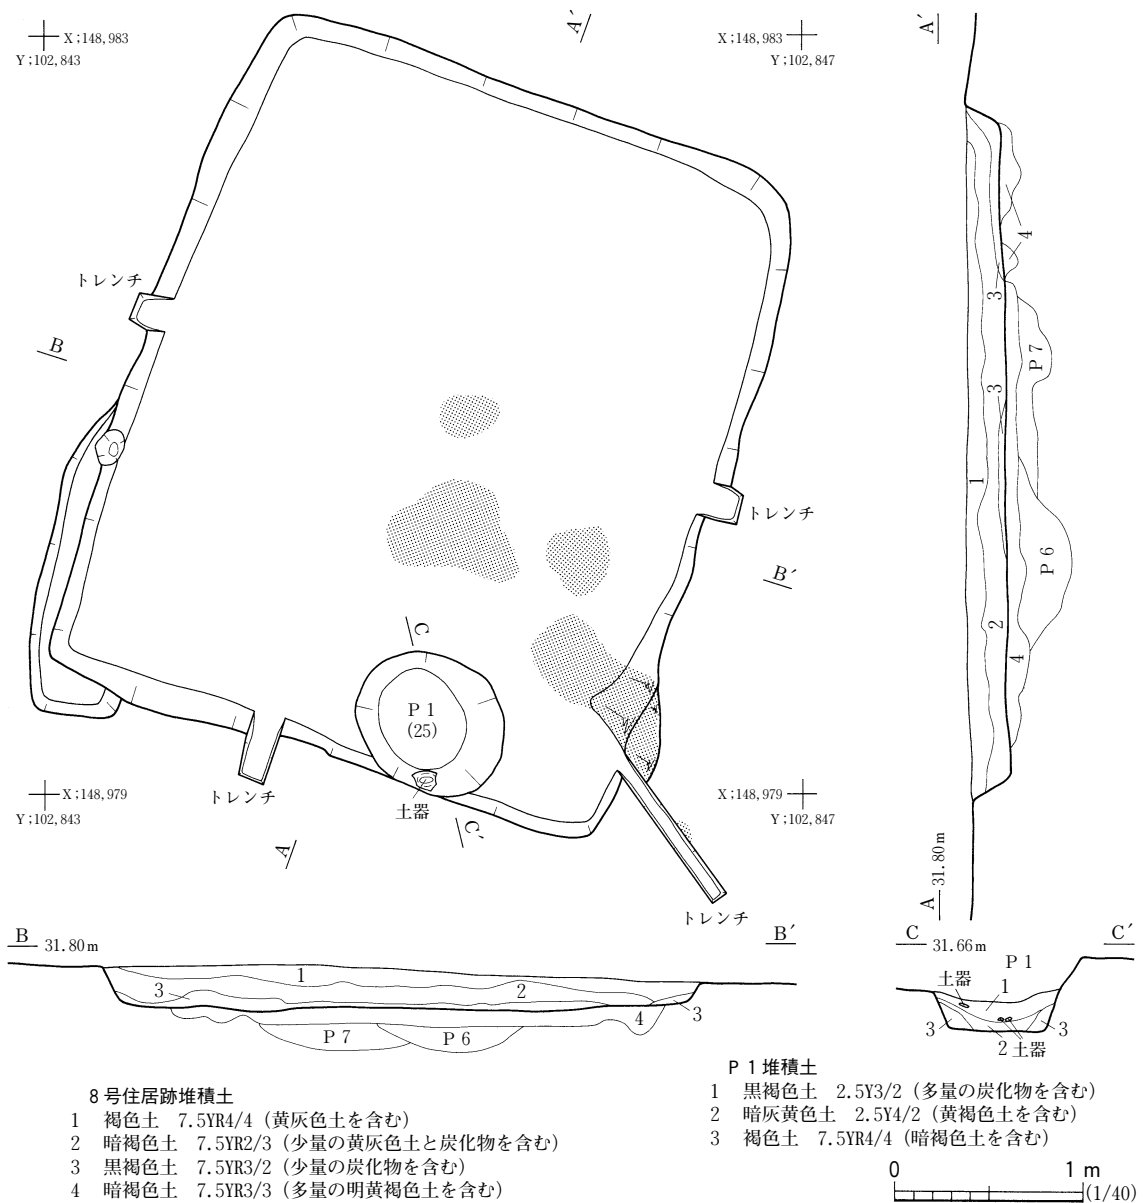 X；148,983
Y；102,843
A′
X；148,983
Y；102,847
A′
トレンチ
B
4
3
P 7
3
1
トレンチ
P 6
B′
C
2
4
P 1
(25)
X；148,979
Y；102,843
トレンチ
土器
C′
A
X；148,979
Y；102,847
トレンチ
A 31.80m
B 31.80m
B′
1
2
3
3
4
P 7
P 6
C 31.66m
C′
P 1
土器
1
3
3
2 土器
8号住居跡堆積土
1 褐色土 7.5YR4/4（黄灰色土を含む）
2 暗褐色土 7.5YR2/3（少量の黄灰色土と炭化物を含む）
3 黒褐色土 7.5YR3/2（少量の炭化物を含む）
4 暗褐色土 7.5YR3/3（多量の明黄褐色土を含む）
P 1 堆積土
1 黒褐色土 2.5Y3/2（多量の炭化物を含む）
2 暗灰黄色土 2.5Y4/2（黄褐色土を含む）
3 褐色土 7.5YR4/4（暗褐色土を含む）
0 1 m
(1/40)